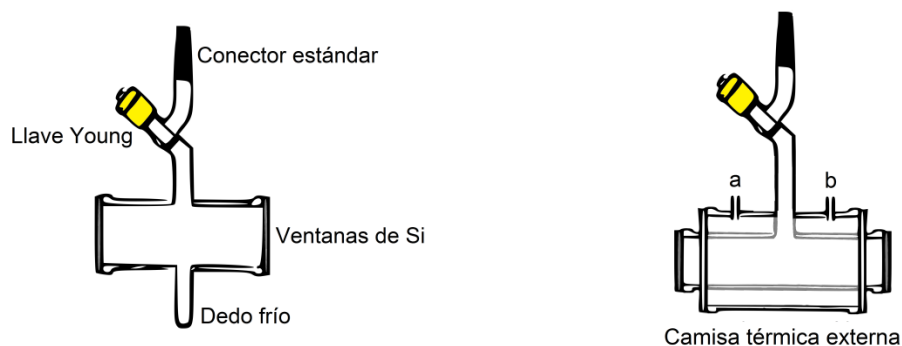 Conector estándar
Llave Young
a
b
Ventanas de Si
Dedo frío
Camisa térmica externa